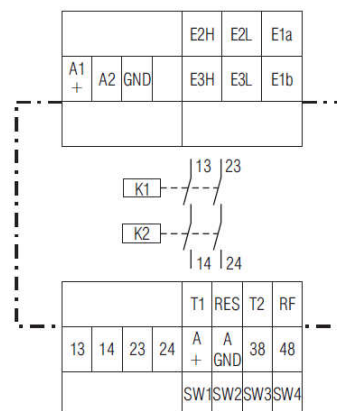 E2H E2L E1a
A1 + A2 GND E3H E3L E1b
13 23
K1
K2
14 24
T1 RES T2 RF
13 14 23 24 A + A GND 38 48
SW1 SW2 SW3 SW4